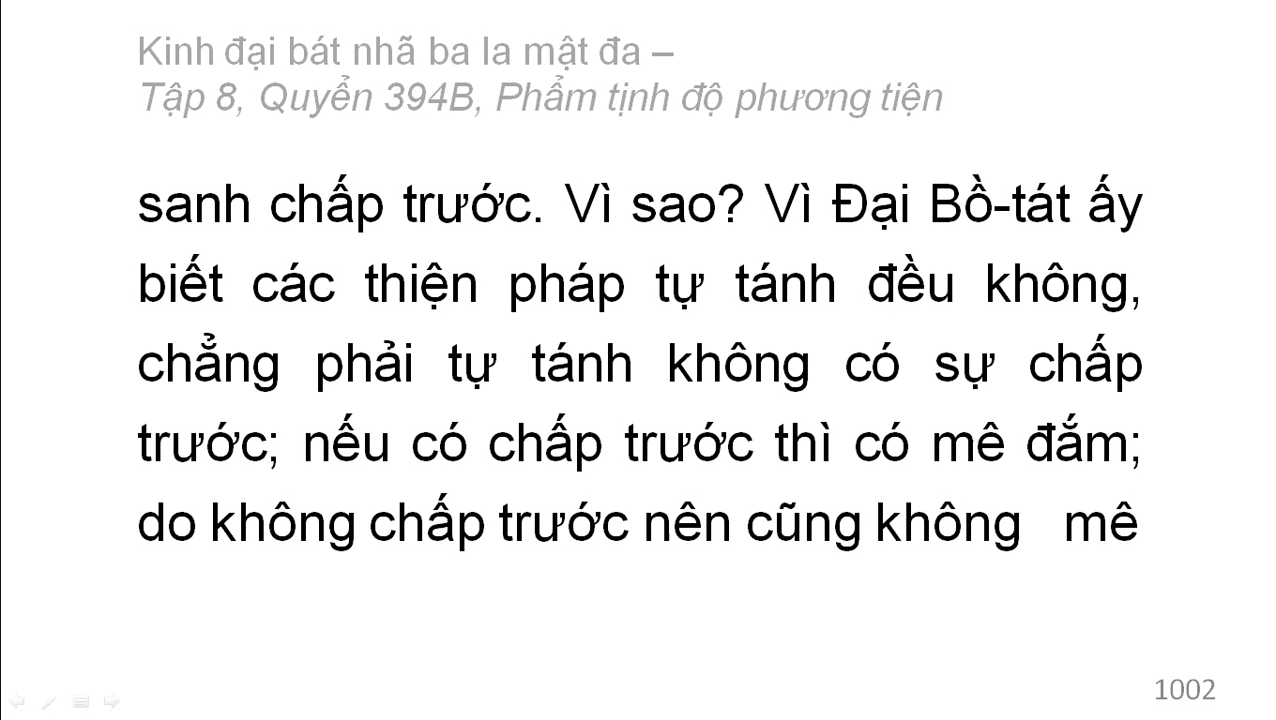 Kinh đại bát nhã ba la mật đa –
Tập 8, Quyển 394B, Phẩm tịnh độ phương tiện
sanh chấp trước. Vì sao? Vì Đại Bồ-tát ấy
biết các thiện pháp tự tánh đều không,
chẳng phải tự tánh không có sự chấp
trước; nếu có chấp trước thì có mê đắm;
do không chấp trước nên cũng không mê
1002